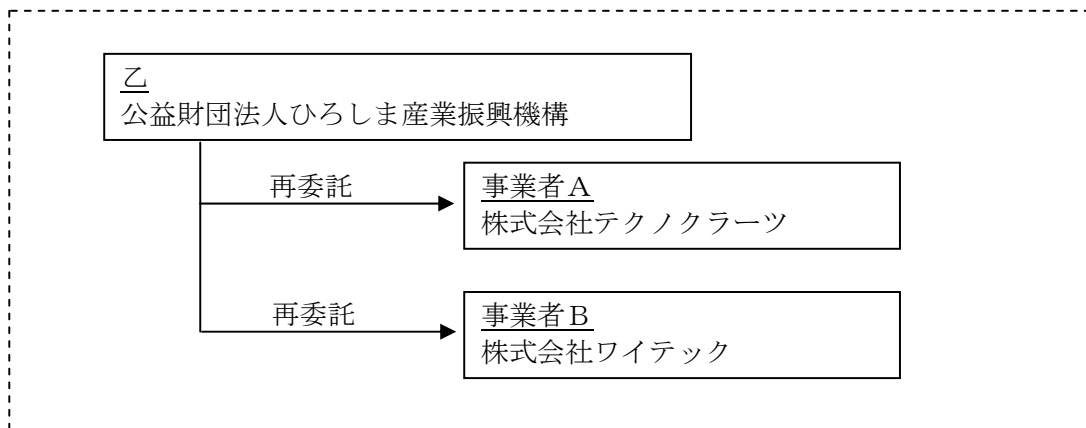 乙
公益財団法人ひろしま産業振興機構
再委託
事業者A
株式会社テクノクラーツ
再委託
事業者B
株式会社ワイテック